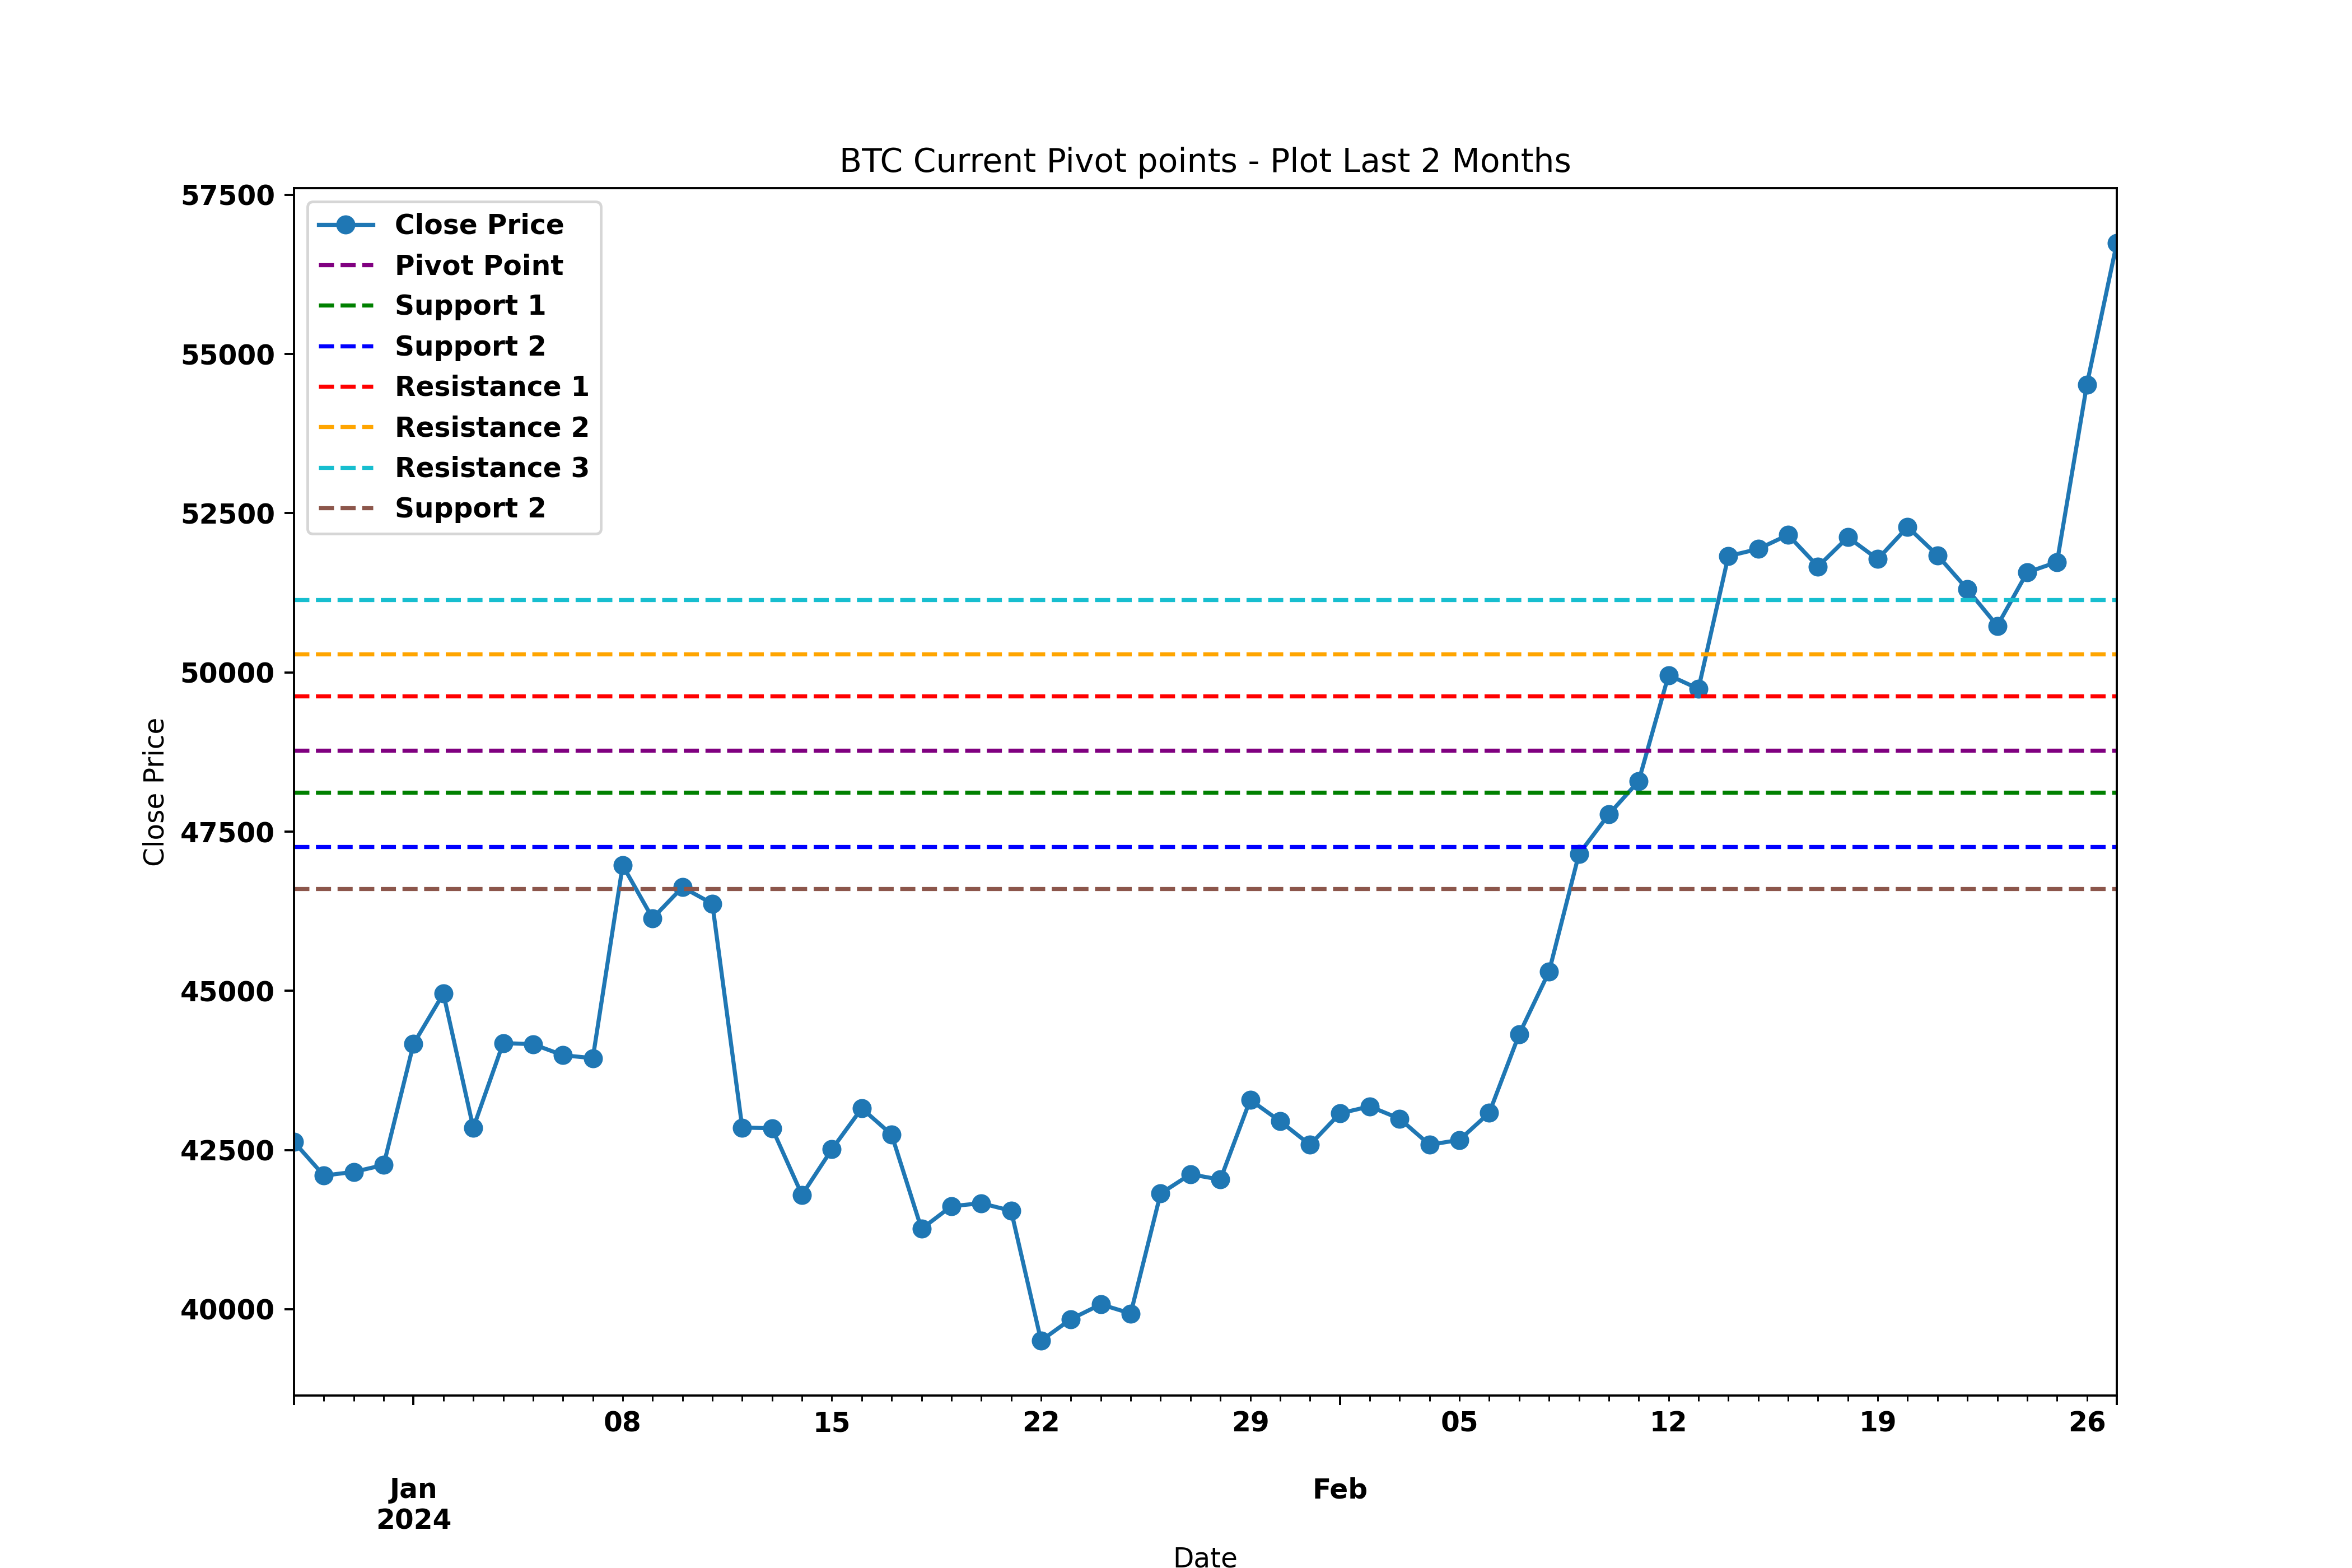 BTC Current Pivot points - Plot Last 2 Months
57500
55000
52500
50000
47500
45000
42500
40000
Close Price
Close Price
Pivot Point
Support 1
Support 2
Resistance 1
Resistance 2
Resistance 3
Support 2
08 15 22 29 05 12 19 26
Jan Feb
2024
Date